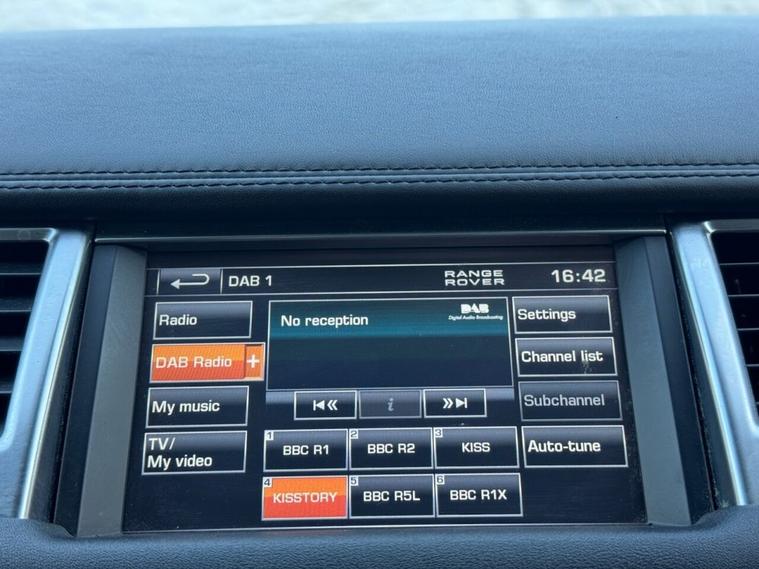 DAB 1
RANGE
ROVER
16:42
Radio
No reception
DAB
Digital Audio Broadcasting
Settings
DAB Radio +
Channel list
My music
i
Subchannel
TV/
My video
1 BBC R1
2 BBC R2
3 KISS
Auto-tune
4 KISSTORY
5 BBC R5L
6 BBC R1X